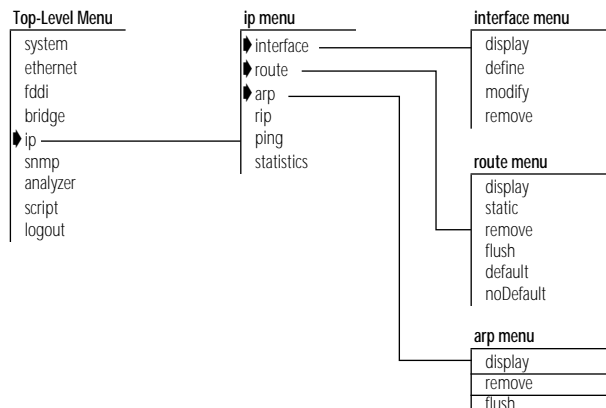 Top-Level Menu
system
ethernet
fddi
bridge
ip
snmp
analyzer
script
logout
ip menu
interface
route
arp
rip
ping
statistics
interface menu
display
define
modify
remove
route menu
display
static
remove
flush
default
noDefault
arp menu
display
remove
flush